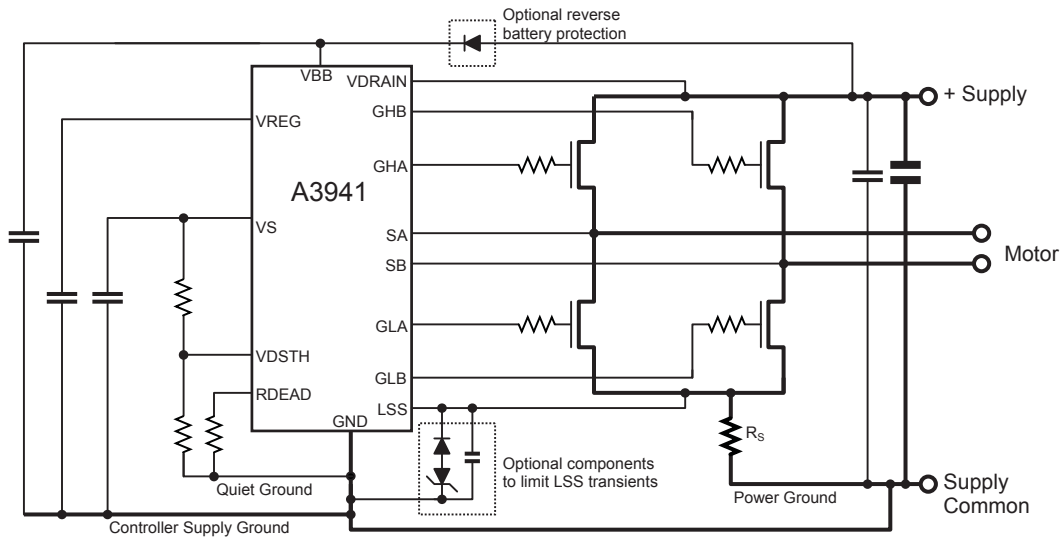 Optional reverse
battery protection
VBB
VDRAIN
GHB
+ Supply
VREG
GHA
A3941
VS
SA
SB
Motor
GLA
VDSTH
GLB
RDEAD
LSS
GND
RS
Optional components
to limit LSS transients
Quiet Ground
Power Ground
Supply
Common
Controller Supply Ground